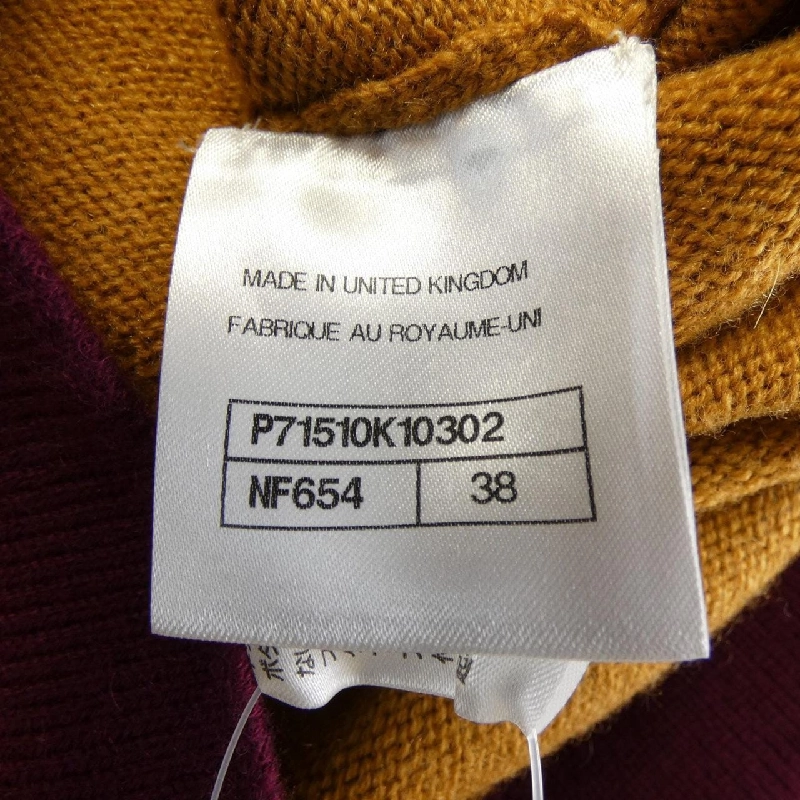 MADE IN UNITED KINGDOM
FABRIQUE AU ROYAUME-UNI
P71510K10302
NF654 38